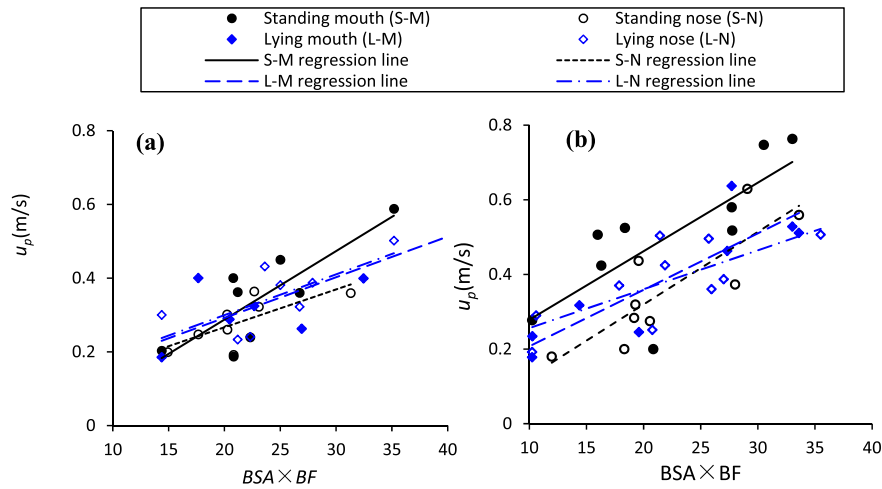 Standing mouth (S-M) Standing nose (S-N)
Lying mouth (L-M) Lying nose (L-N)
S-M regression line S-N regression line
L-M regression line L-N regression line
(a)
0.8
0.6
0.4
0.2
0
u_p(m/s)
10 15 20 25 30 35 40
BSA×BF
(b)
0.8
0.6
0.4
0.2
0
u_p(m/s)
10 15 20 25 30 35 40
BSA×BF